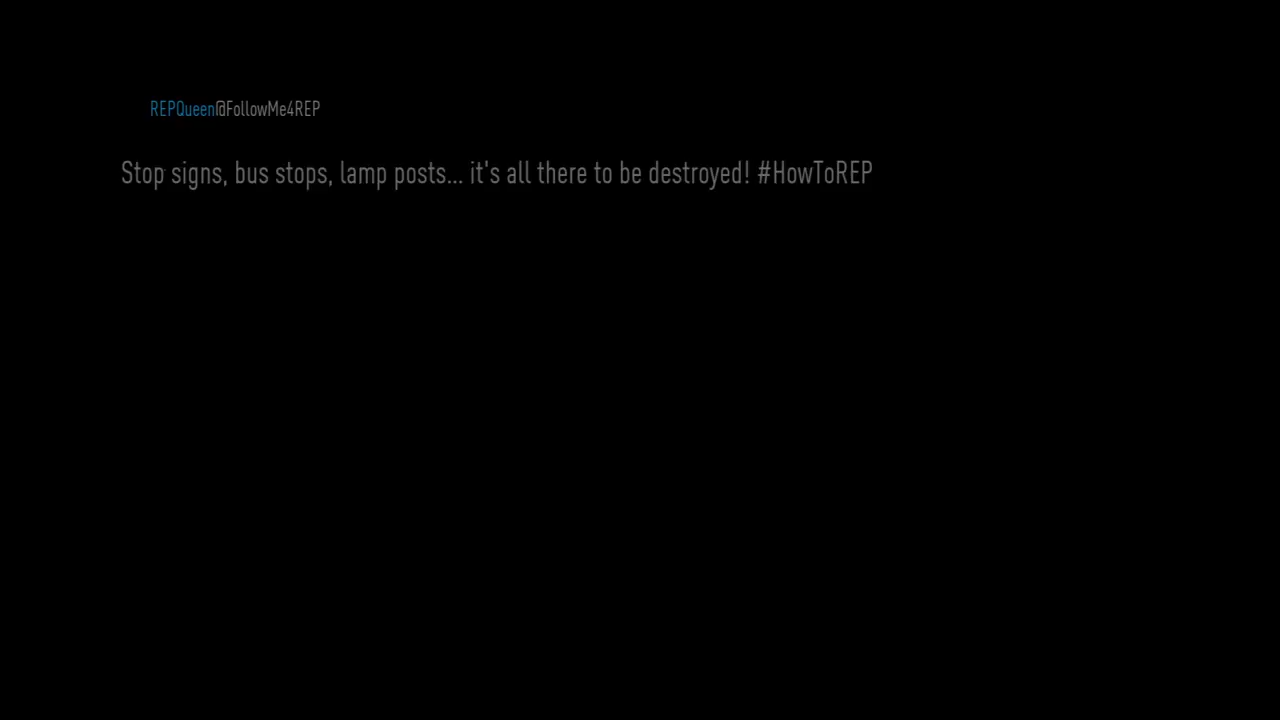 REPQueen@FollowMe4REP
Stop signs, bus stops, lamp posts... it's all there to be destroyed! #HowToREP